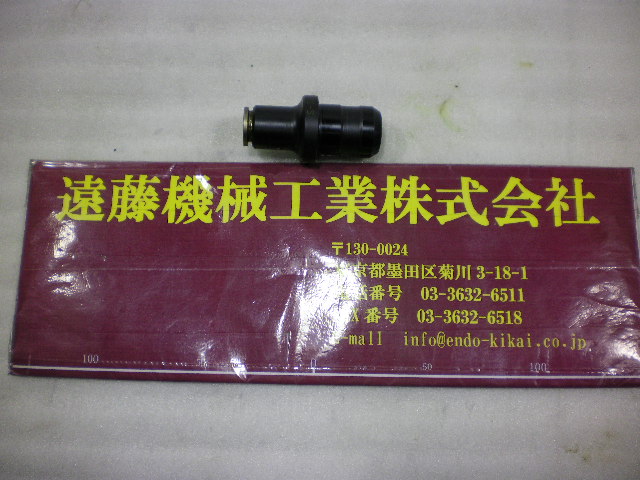 遠藤機械工業株式会社
〒130-0024
京都墨田区菊川 3-18-1
番号 03-3632-6511
X番号 03-3632-6518
-mall info@endo-kikai.co.jp
100 50 100